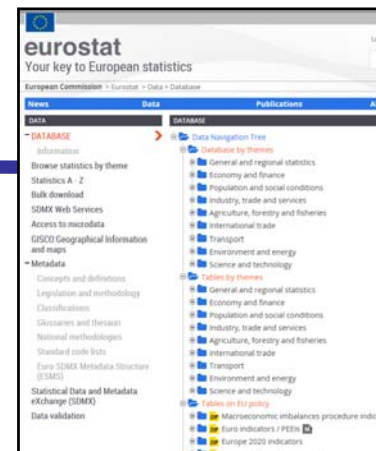 eurostat
Your key to European statistics
European Commission > Eurostat > Data > Database
News Data Publications
DATA
- DATABASE
Information
Browse statistics by theme
Statistics A - Z
Bulk download
SDMX Web Services
Access to microdata
GISCO:Geographical Information
and maps
- Metadata
Concepts and definitions
Legislation and methodology
Classifications
Glossaries and thesauri
National methodologies
Standard code lists
Euro SDMX Metadata Structure
(ESMS)
Statistical Data and Metadata
eXchange (SDMX)
Data validation
DATABASE
Data Navigation Tree
Database by themes
General and regional statistics
Economy and finance
Population and social conditions
Industry, trade and services
Agriculture, forestry and fisheries
International trade
Transport
Environment and energy
Science and technology
Tables by themes
General and regional statistics
Economy and finance
Population and social conditions
Industry, trade and services
Agriculture, forestry and fisheries
International trade
Transport
Environment and energy
Science and technology
Tables on EU policy
Macroeconomic imbalances procedure indic
Euro indicators / PEEIs
Europe 2020 indicators